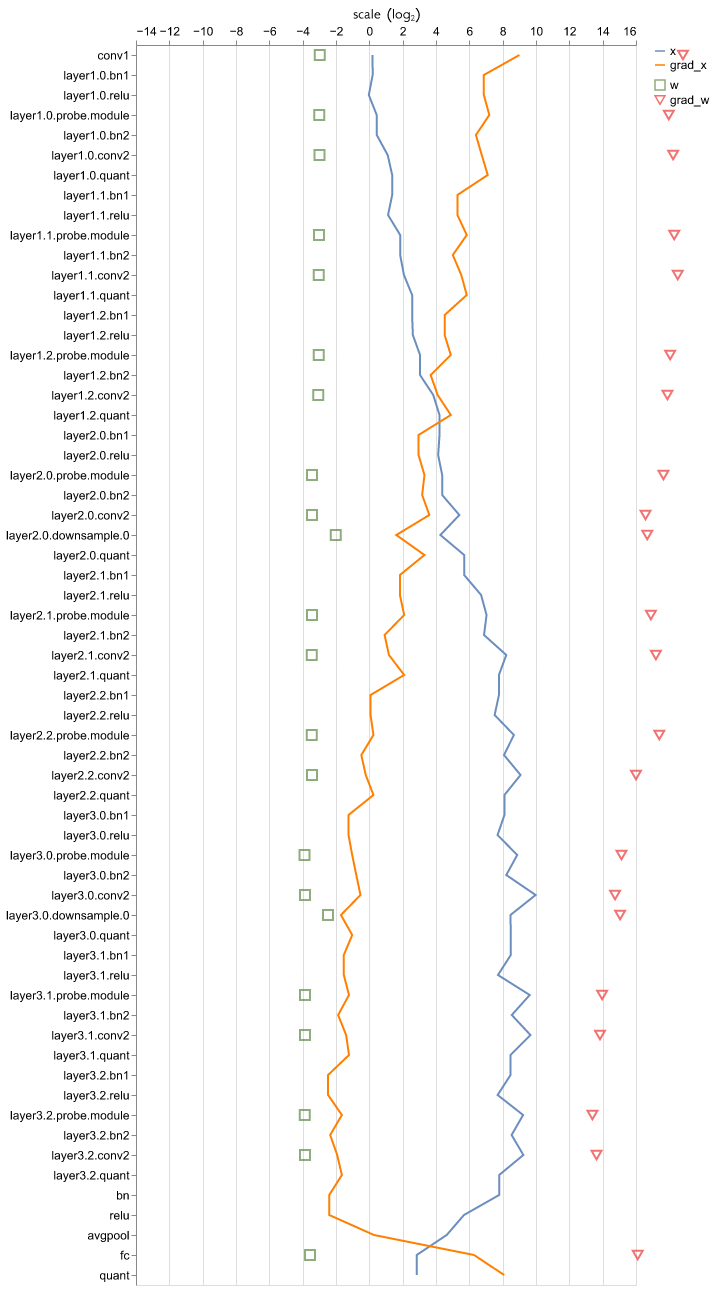 scale (log₂)
−14 −12 −10 −8 −6 −4 −2 0 2 4 6 8 10 12 14 16
x
grad_x
w
grad_w
conv1
layer1.0.bn1
layer1.0.relu
layer1.0.probe.module
layer1.0.bn2
layer1.0.conv2
layer1.0.quant
layer1.1.bn1
layer1.1.relu
layer1.1.probe.module
layer1.1.bn2
layer1.1.conv2
layer1.1.quant
layer1.2.bn1
layer1.2.relu
layer1.2.probe.module
layer1.2.bn2
layer1.2.conv2
layer1.2.quant
layer2.0.bn1
layer2.0.relu
layer2.0.probe.module
layer2.0.bn2
layer2.0.conv2
layer2.0.downsample.0
layer2.0.quant
layer2.1.bn1
layer2.1.relu
layer2.1.probe.module
layer2.1.bn2
layer2.1.conv2
layer2.1.quant
layer2.2.bn1
layer2.2.relu
layer2.2.probe.module
layer2.2.bn2
layer2.2.conv2
layer2.2.quant
layer3.0.bn1
layer3.0.relu
layer3.0.probe.module
layer3.0.bn2
layer3.0.conv2
layer3.0.downsample.0
layer3.0.quant
layer3.1.bn1
layer3.1.relu
layer3.1.probe.module
layer3.1.bn2
layer3.1.conv2
layer3.1.quant
layer3.2.bn1
layer3.2.relu
layer3.2.probe.module
layer3.2.bn2
layer3.2.conv2
layer3.2.quant
bn
relu
avgpool
fc
quant